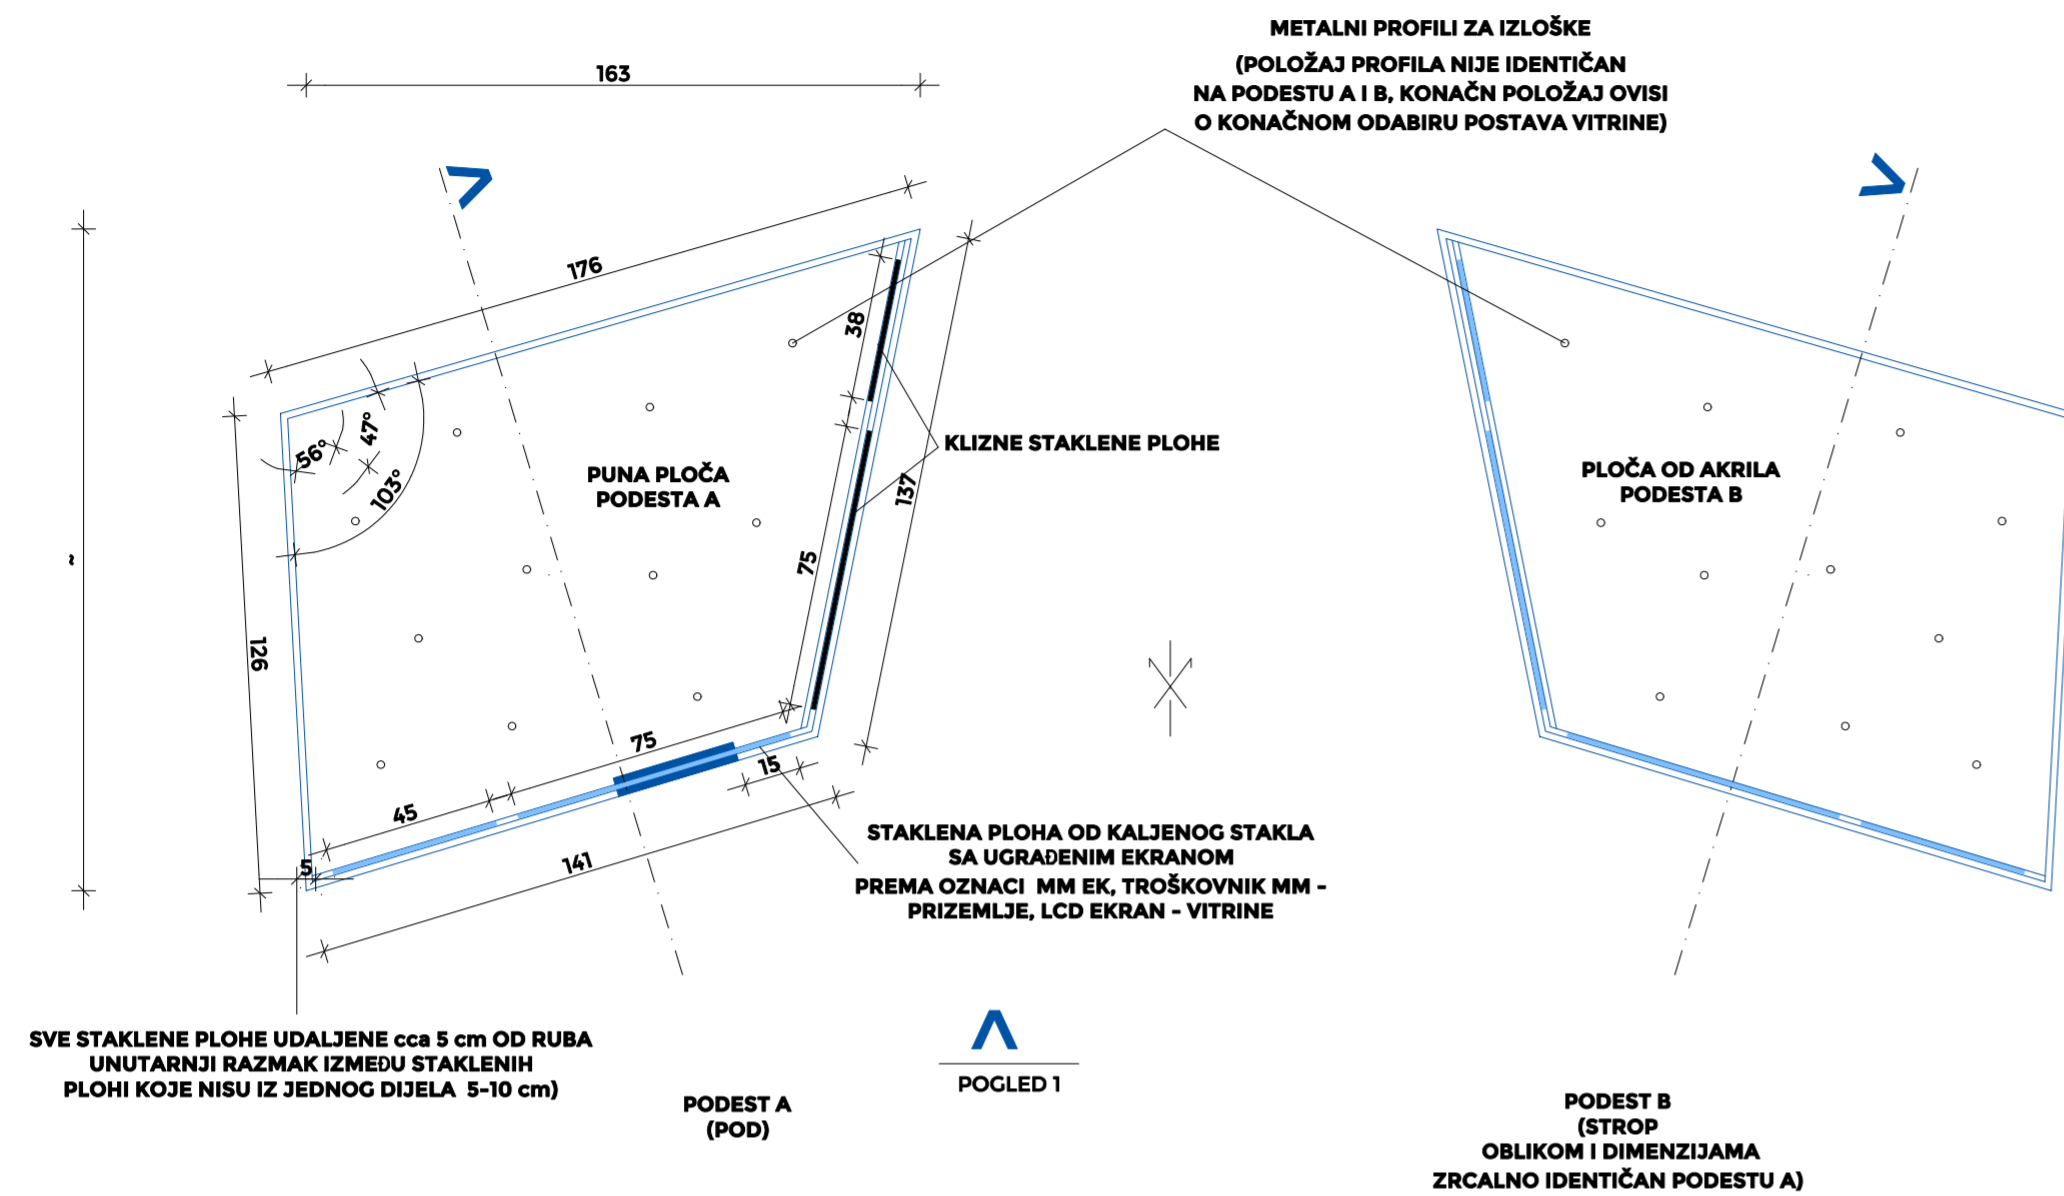 METALNI PROFILI ZA IZLOŠKE
(POLOŽAJ PROFILA NIJE IDENTIČAN
NA PODESTU A I B, KONAČN POLOŽAJ OVISI
O KONAČNOM ODABIRU POSTAVA VITRINE)
163
176
38
47°
56°
103°
KLIZNE STAKLENE PLOHE
PUNA PLOČA
PODESTA A
137
PLOČA OD AKRILA
PODESTA B
~
75
126
75
15
45
5
141
STAKLENA PLOHA OD KALJENOG STAKLA
SA UGRAĐENIM EKRANOM
PREMA OZNACI MM EK, TROŠKOVNIK MM -
PRIZEMLJE, LCD EKRAN - VITRINE
SVE STAKLENE PLOHE UDALJENE cca 5 cm OD RUBA
UNUTARNJI RAZMAK IZMEĐU STAKLENIH
PLOHI KOJE NISU IZ JEDNOG DIJELA 5-10 cm)
POGLED 1
PODEST A
(POD)
PODEST B
(STROP
OBLIKOM I DIMENZIJAMA
ZRCALNO IDENTIČAN PODESTU A)